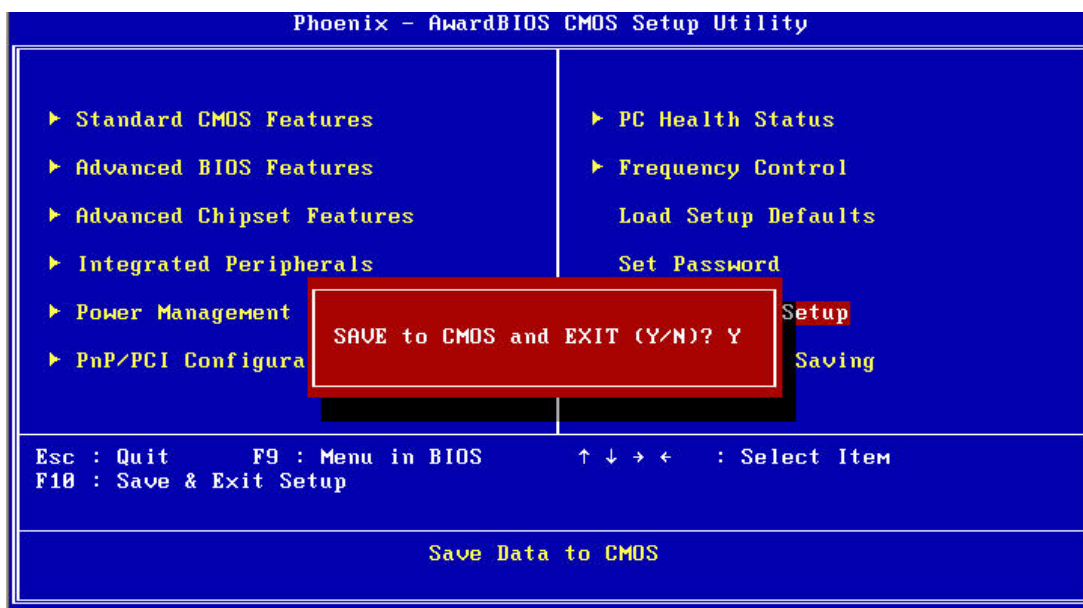 Phoenix - AwardBIOS CMOS Setup Utility
▶ Standard CMOS Features
▶ Advanced BIOS Features
▶ Advanced Chipset Features
▶ Integrated Peripherals
▶ Power Management
▶ PnP/PCI Configura
▶ PC Health Status
▶ Frequency Control
Load Setup Defaults
Set Password
Setup
Saving
SAVE to CMOS and EXIT (Y/N)? Y
Esc : Quit F9 : Menu in BIOS ↑ ↓ → ← : Select Item
F10 : Save & Exit Setup
Save Data to CMOS